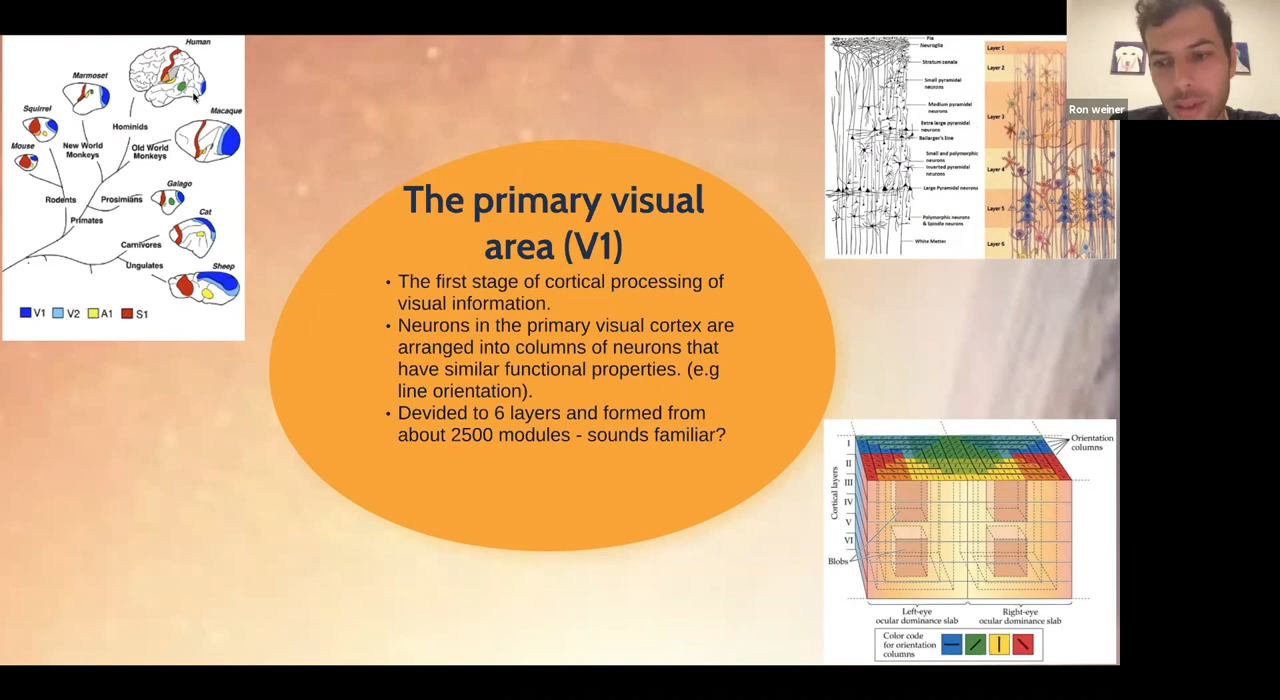 Human
Marmoset
Squirrel
Macaque
Mouse
Hominids
New World
Monkeys
Old World
Monkeys
Galago
Rodents
Prosimians
Cat
Primates
Carnivores
Ungulates
Sheep
V1 V2 A1 S1
The primary visual
area (V1)
• The first stage of cortical processing of
visual information.
• Neurons in the primary visual cortex are
arranged into columns of neurons that
have similar functional properties. (e.g
line orientation).
• Devided to 6 layers and formed from
about 2500 modules - sounds familiar?
Pia
Neuroglia
Stratum zonale
Small pyramidal
neurons
Medium pyramidal
neurons
Extra large pyramidal
neurons
Bailarger's line
Small and polymorphic
neurons
Inverted pyramidal
neurons
Large Pyramidal neurons
Polymorphic neurons
& Spindle neurons
White Matter
Layer 1
Layer 2
Layer 3
Layer 4
Layer 5
Layer 6
Ron weiner
Orientation
columns
Cortical layers
I
II
III
IV
V
VI
Blobs
Left-eye
ocular dominance slab
Right-eye
ocular dominance slab
Color code
for orientation
columns